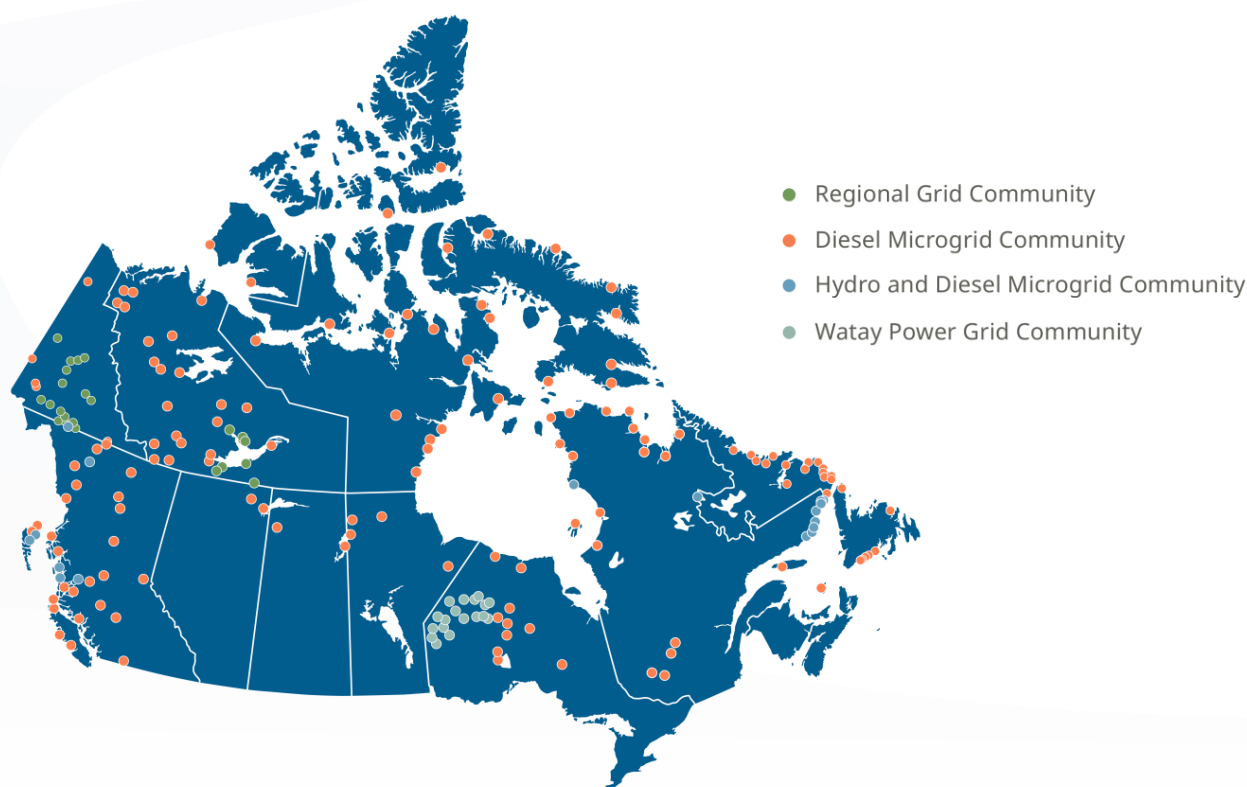 Regional Grid Community
Diesel Microgrid Community
Hydro and Diesel Microgrid Community
Watay Power Grid Community